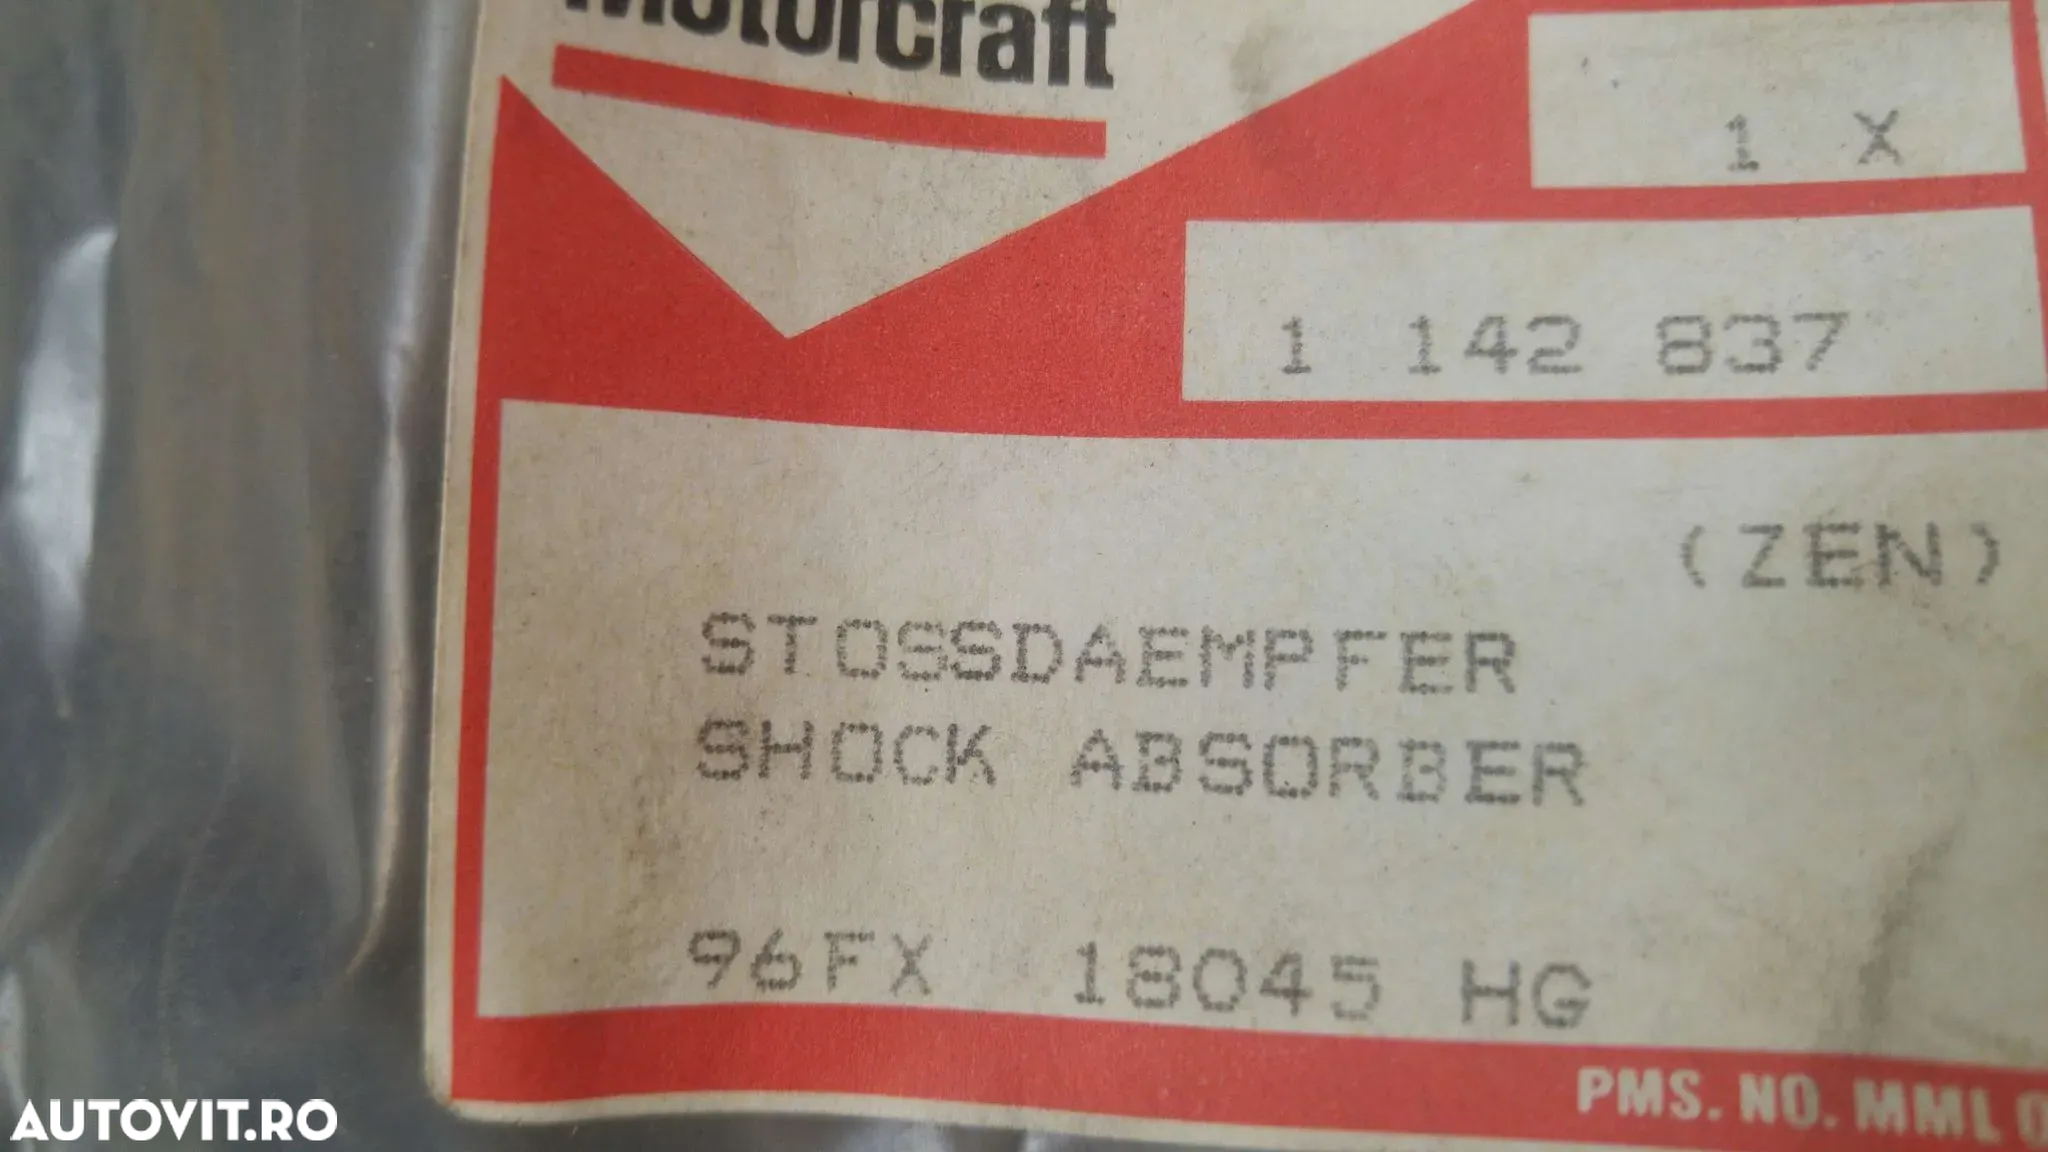 Motorcraft
1 X
1 142 837
(ZEN)
STOSSDAEMPFER
SHOCK ABSORBER
96FX 18045 HG
PMS. NO. MML
AUTOVIT.RO